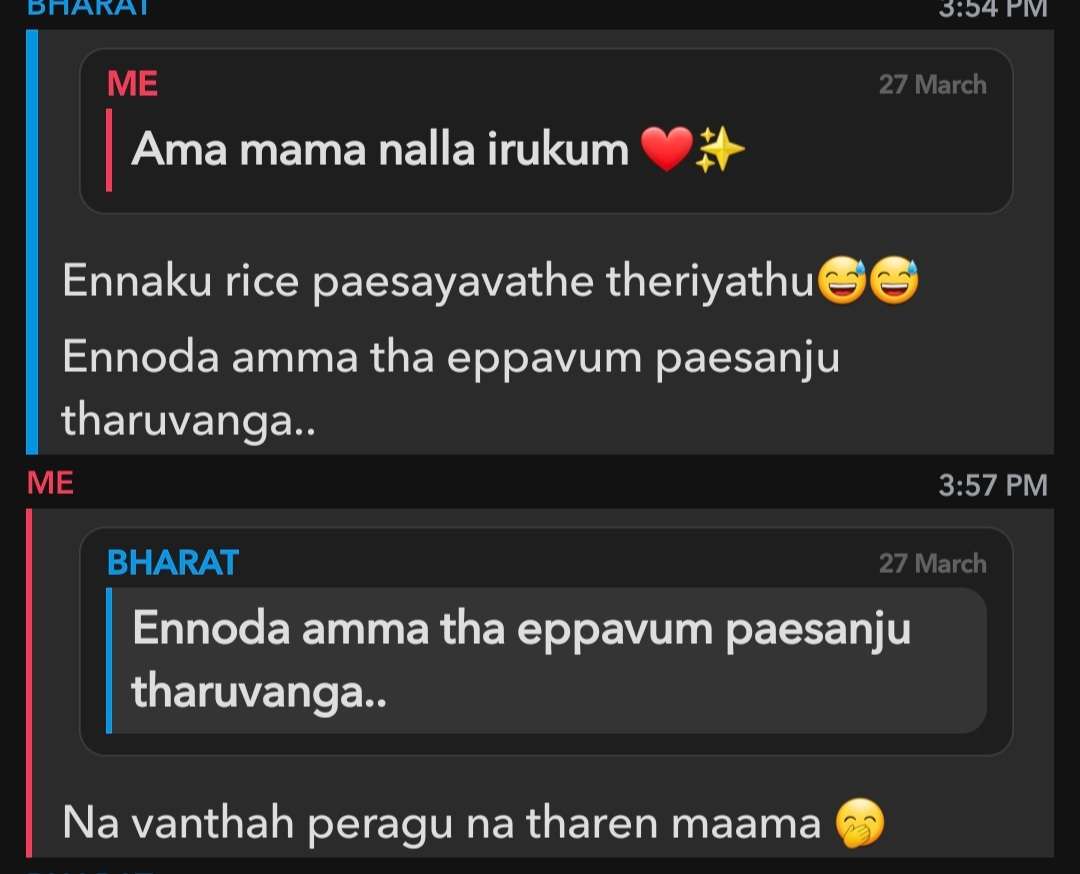 BHARAT 3:54 PM
ME 27 March
Ama mama nalla irukum ❤️✨
Ennaku rice paesayavathe theriyathu😅😅
Ennoda amma tha eppavum paesanju
tharuvanga..
ME 3:57 PM
BHARAT 27 March
Ennoda amma tha eppavum paesanju
tharuvanga..
Na vanthah peragu na tharen maama 🤭